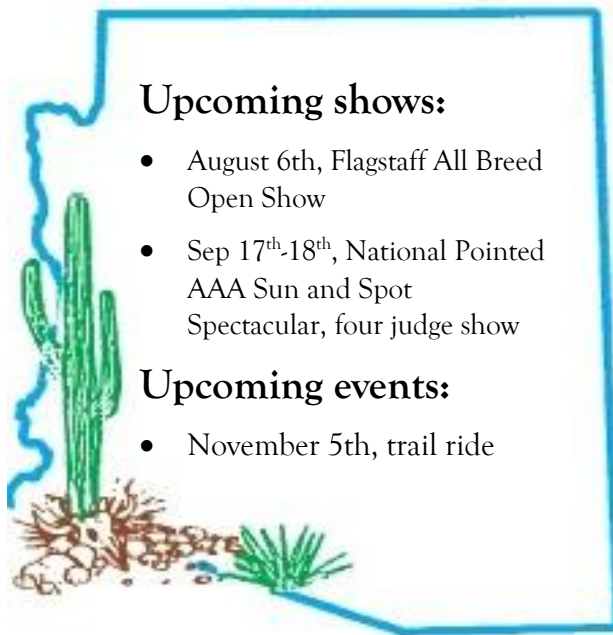 Upcoming shows:
• August 6th, Flagstaff All Breed
Open Show
• Sep 17th-18th, National Pointed
AAA Sun and Spot
Spectacular, four judge show
Upcoming events:
• November 5th, trail ride